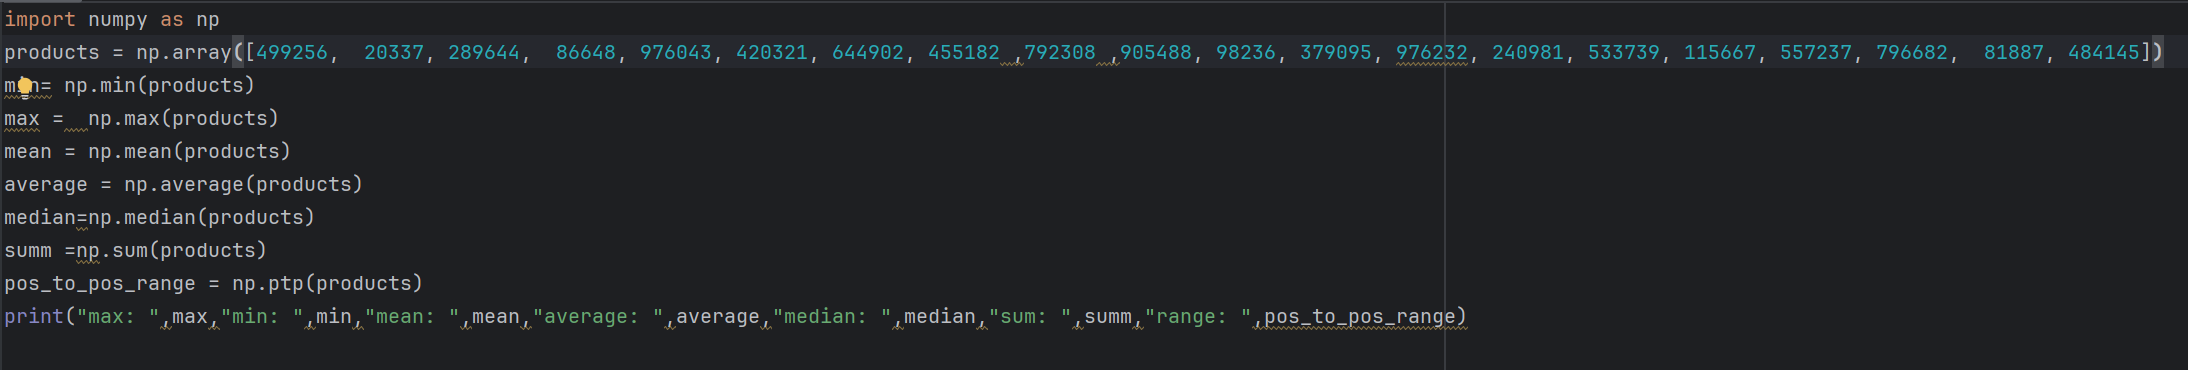 import numpy as np
products = np.array([499256,  20337, 289644,  86648, 976043, 420321, 644902, 455182 ,792308 ,905488, 98236, 379095, 976232, 240981, 533739, 115667, 557237, 796682,  81887, 484145])
min= np.min(products)
max =  np.max(products)
mean = np.mean(products)
average = np.average(products)
median=np.median(products)
summ =np.sum(products)
pos_to_pos_range = np.ptp(products)
print("max: ",max,"min: ",min,"mean: ",mean,"average: ",average,"median: ",median,"sum: ",summ,"range: ",pos_to_pos_range)